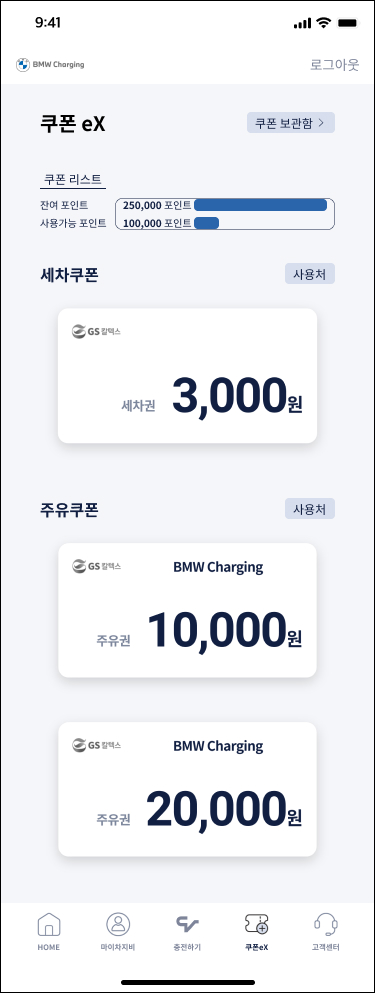 9:41
BMW Charging
로그아웃
쿠폰 eX
쿠폰 보관함 >
쿠폰 리스트
잔여 포인트 250,000 포인트
사용가능 포인트 100,000 포인트
세차쿠폰
사용처
GS칼텍스
세차권 3,000원
주유쿠폰
사용처
GS칼텍스 BMW Charging
주유권 10,000원
GS칼텍스 BMW Charging
주유권 20,000원
HOME 마이차지비 충전하기 쿠폰eX 고객센터